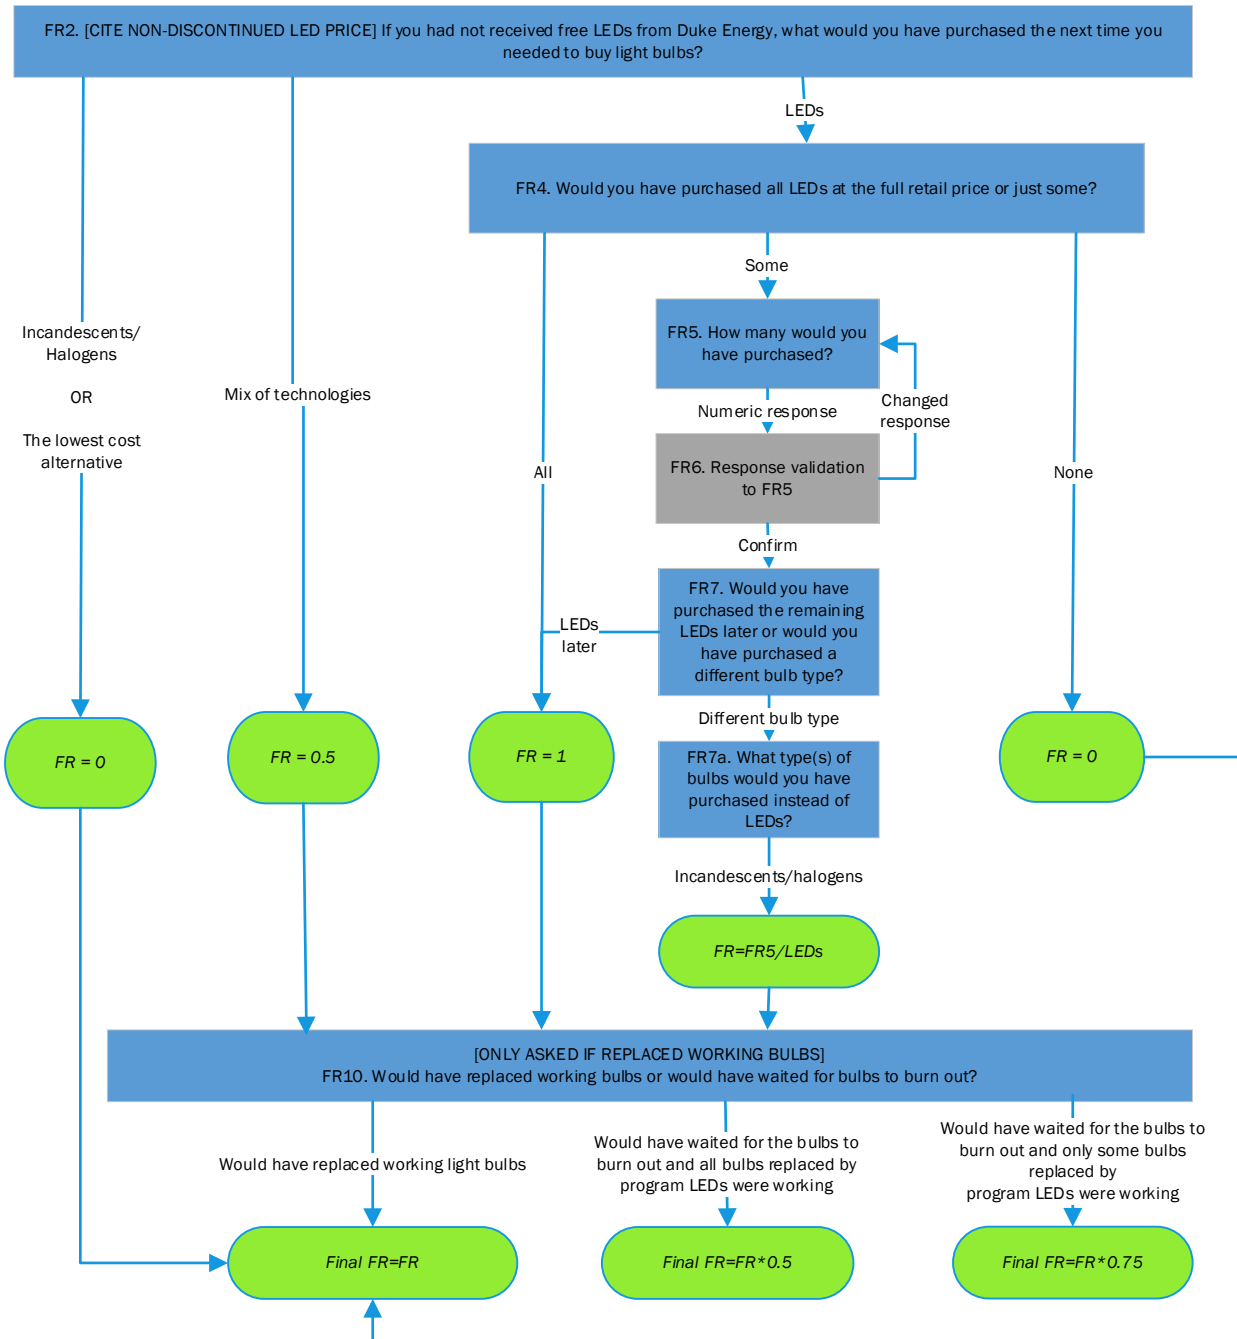 FR2. [CITE NON-DISCONTINUED LED PRICE] If you had not received free LEDs from Duke Energy, what would you have purchased the next time you
needed to buy light bulbs?
LEDs
FR4. Would you have purchased all LEDs at the full retail price or just some?
Some
Incandescents/
Halogens
OR
The lowest cost
alternative
Mix of technologies
All
FR5. How many would you
have purchased?
Numeric response
Changed
response
FR6. Response validation
to FR5
None
Confirm
FR7. Would you have
purchased the remaining
LEDs later or would you
have purchased a
different bulb type?
LEDs
later
Different bulb type
FR7a. What type(s) of
bulbs would you have
purchased instead of
LEDs?
FR = 0
FR = 0.5
FR = 1
FR = 0
Incandescents/halogens
FR=FR5/LEDs
[ONLY ASKED IF REPLACED WORKING BULBS]
FR10. Would have replaced working bulbs or would have waited for bulbs to burn out?
Would have replaced working light bulbs
Would have waited for the bulbs to
burn out and all bulbs replaced by
program LEDs were working
Would have waited for the bulbs to
burn out and only some bulbs
replaced by
program LEDs were working
Final FR=FR
Final FR=FR*0.5
Final FR=FR*0.75